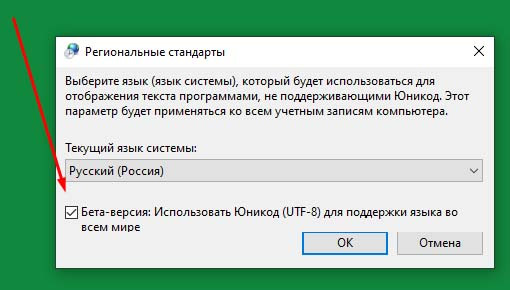 Региональные стандарты
Выберите язык (язык системы), который будет использоваться для
отображения текста программами, не поддерживающими Юникод. Этот
параметр будет применяться ко всем учетным записям компьютера.
Текущий язык системы:
Русский (Россия)
Бета-версия: Использовать Юникод (UTF-8) для поддержки языка во
всем мире
ОК
Отмена